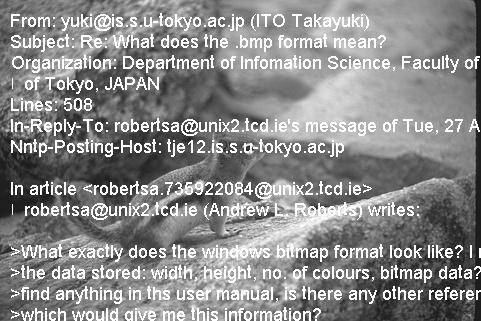 From: yuki@is.s.u-tokyo.ac.jp (ITO Takayuki)
Subject: Re: What does the .bmp format mean?
Organization: Department of Infomation Science, Faculty of
of Tokyo, JAPAN
Lines: 508
In-Reply-To: robertsa@unix2.tcd.ie's message of Tue, 27 A
Nntp-Posting-Host: tje12.is.s.u-tokyo.ac.jp
In article <robertsa.735922084@unix2.tcd.ie>
robertsa@unix2.tcd.ie (Andrew L. Roberts) writes:
>What exactly does the windows bitmap format look like? I
>the data stored: width, height, no. of colours, bitmap data?
>find anything in ths user manual, is there any other refere
>which would give me this information?